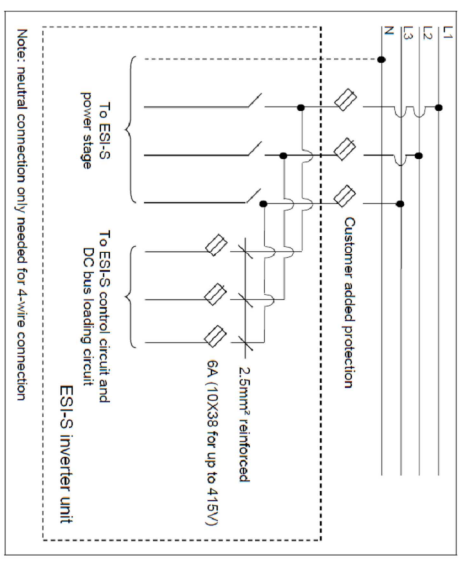 L1
L2
L3
N
Customer added protection
2.5mm² reinforced
6A (10X38 for up to 415V)
To ESI-S
power stage
To ESI-S control circuit and
DC bus loading circuit
ESI-S inverter unit
Note: neutral connection only needed for 4-wire connection